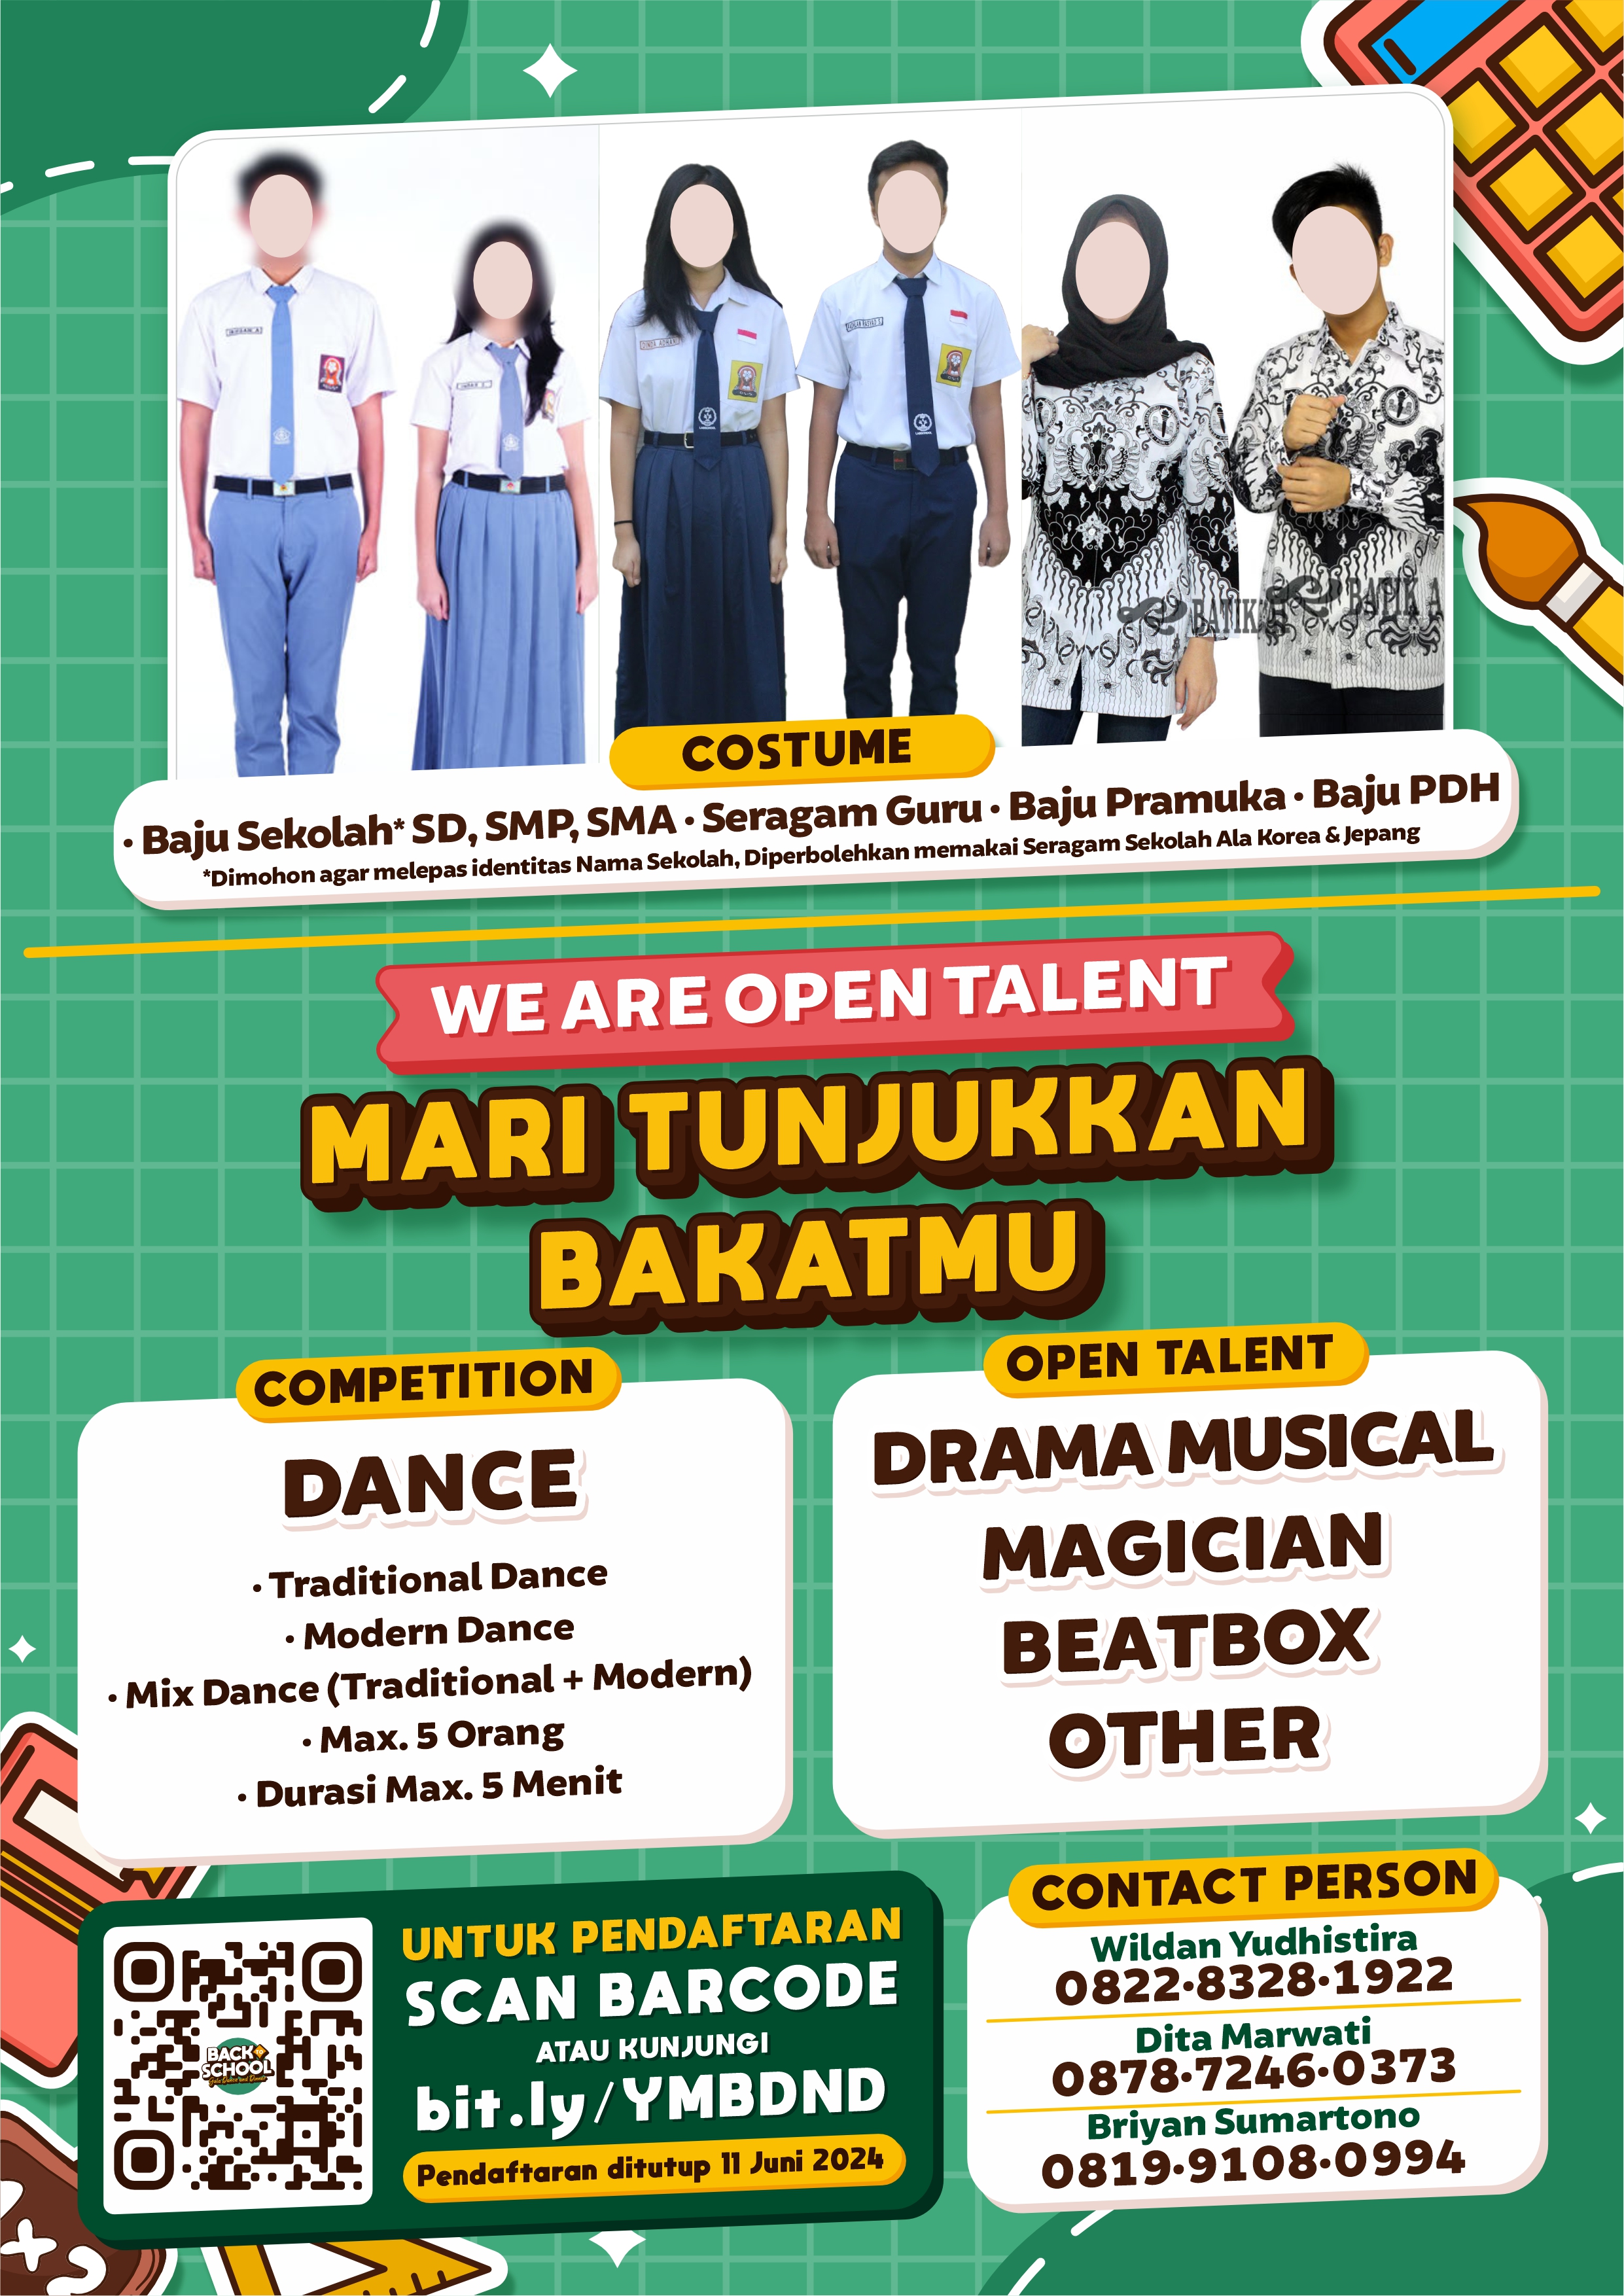 BATIK A
COSTUME
• Baju Sekolah* SD, SMP, SMA • Seragam Guru • Baju Pramuka • Baju PDH
*Dimohon agar melepas identitas Nama Sekolah, Diperbolehkan memakai Seragam Sekolah Ala Korea & Jepang
WE ARE OPEN TALENT
MARI TUNJUKKAN
BAKATMU
COMPETITION
DANCE
• Traditional Dance
• Modern Dance
• Mix Dance (Traditional + Modern)
• Max. 5 Orang
• Durasi Max. 5 Menit
OPEN TALENT
DRAMA MUSICAL
MAGICIAN
BEATBOX
OTHER
BACK TO
SCHOOL
UNTUK PENDAFTARAN
SCAN BARCODE
ATAU KUNJUNGI
bit.ly/YMBDND
Pendaftaran ditutup 11 Juni 2024
CONTACT PERSON
Wildan Yudhistira
0822•8328•1922
Dita Marwati
0878•7246•0373
Briyan Sumartono
0819•9108•0994